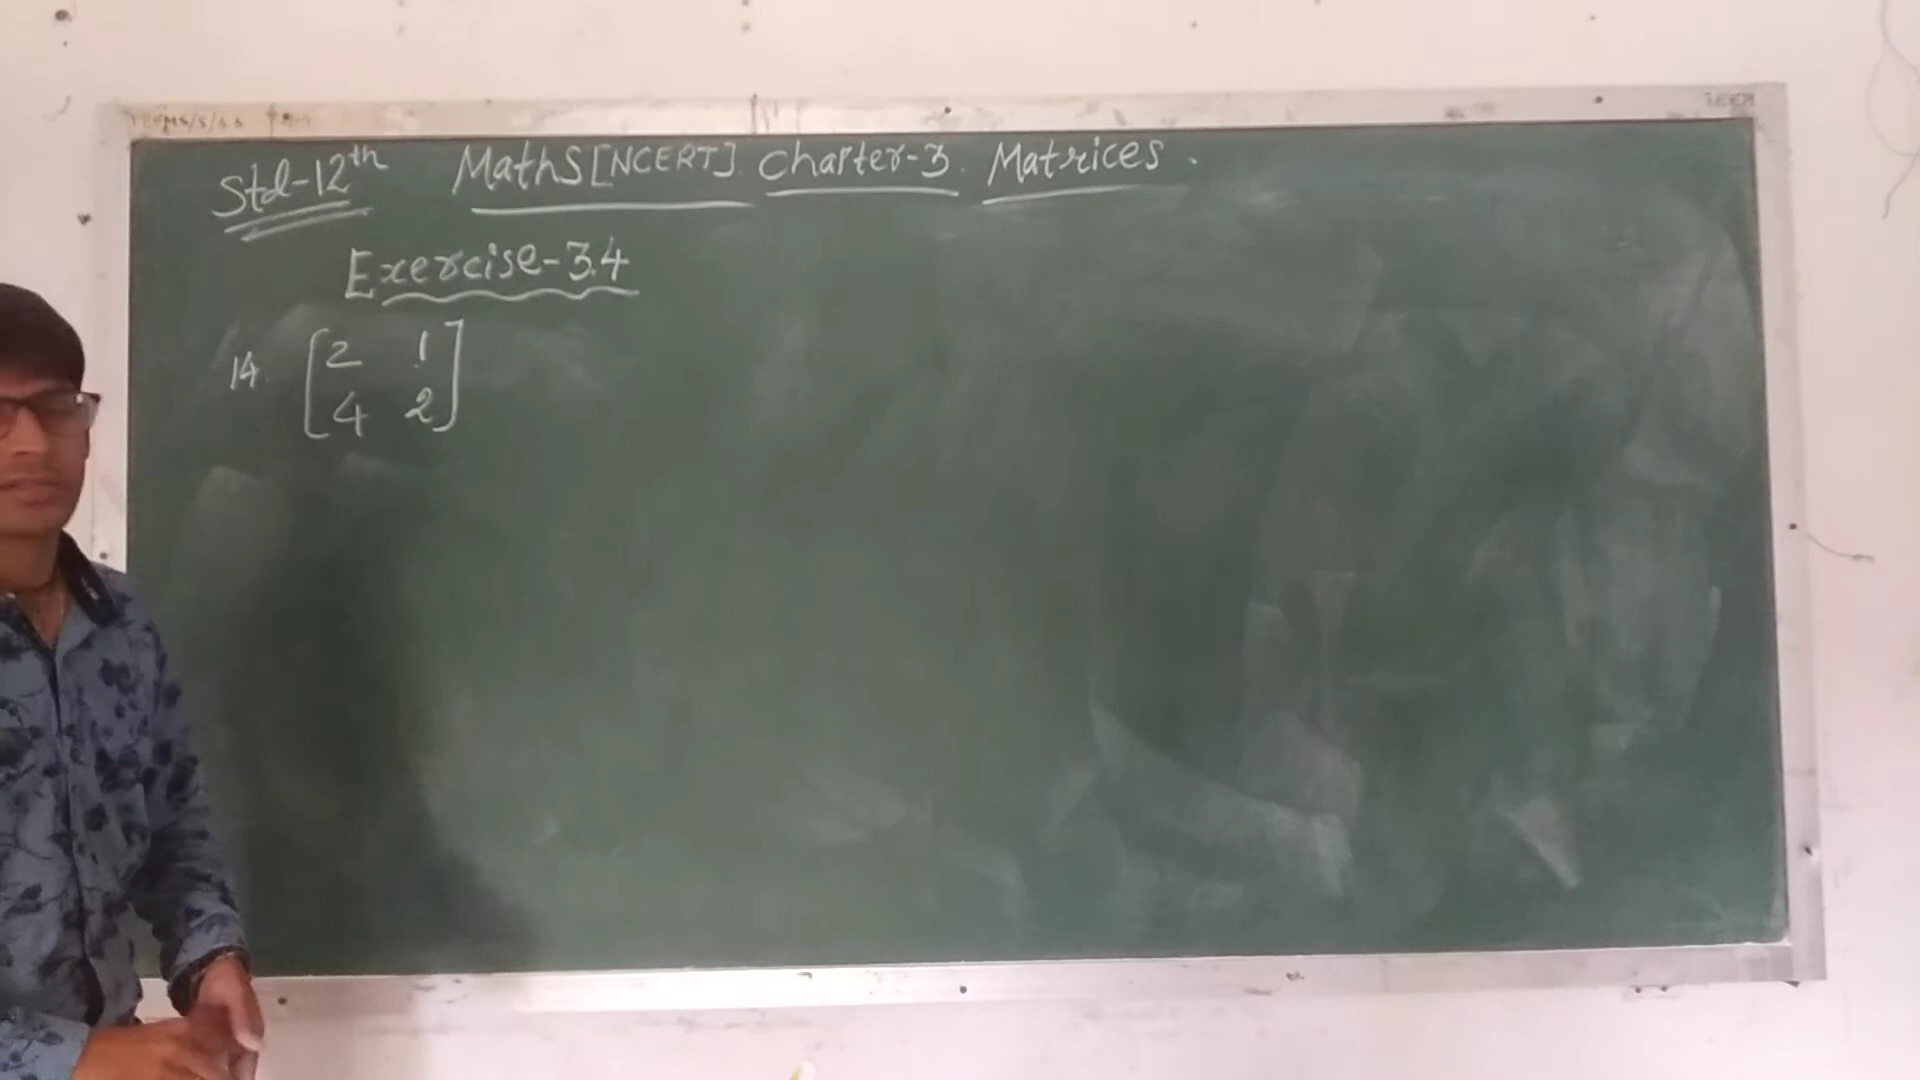 Std-12th Maths [NCERT]. Chapter-3. Matrices.
Exercise-3.4
14. [2 1
4 2]